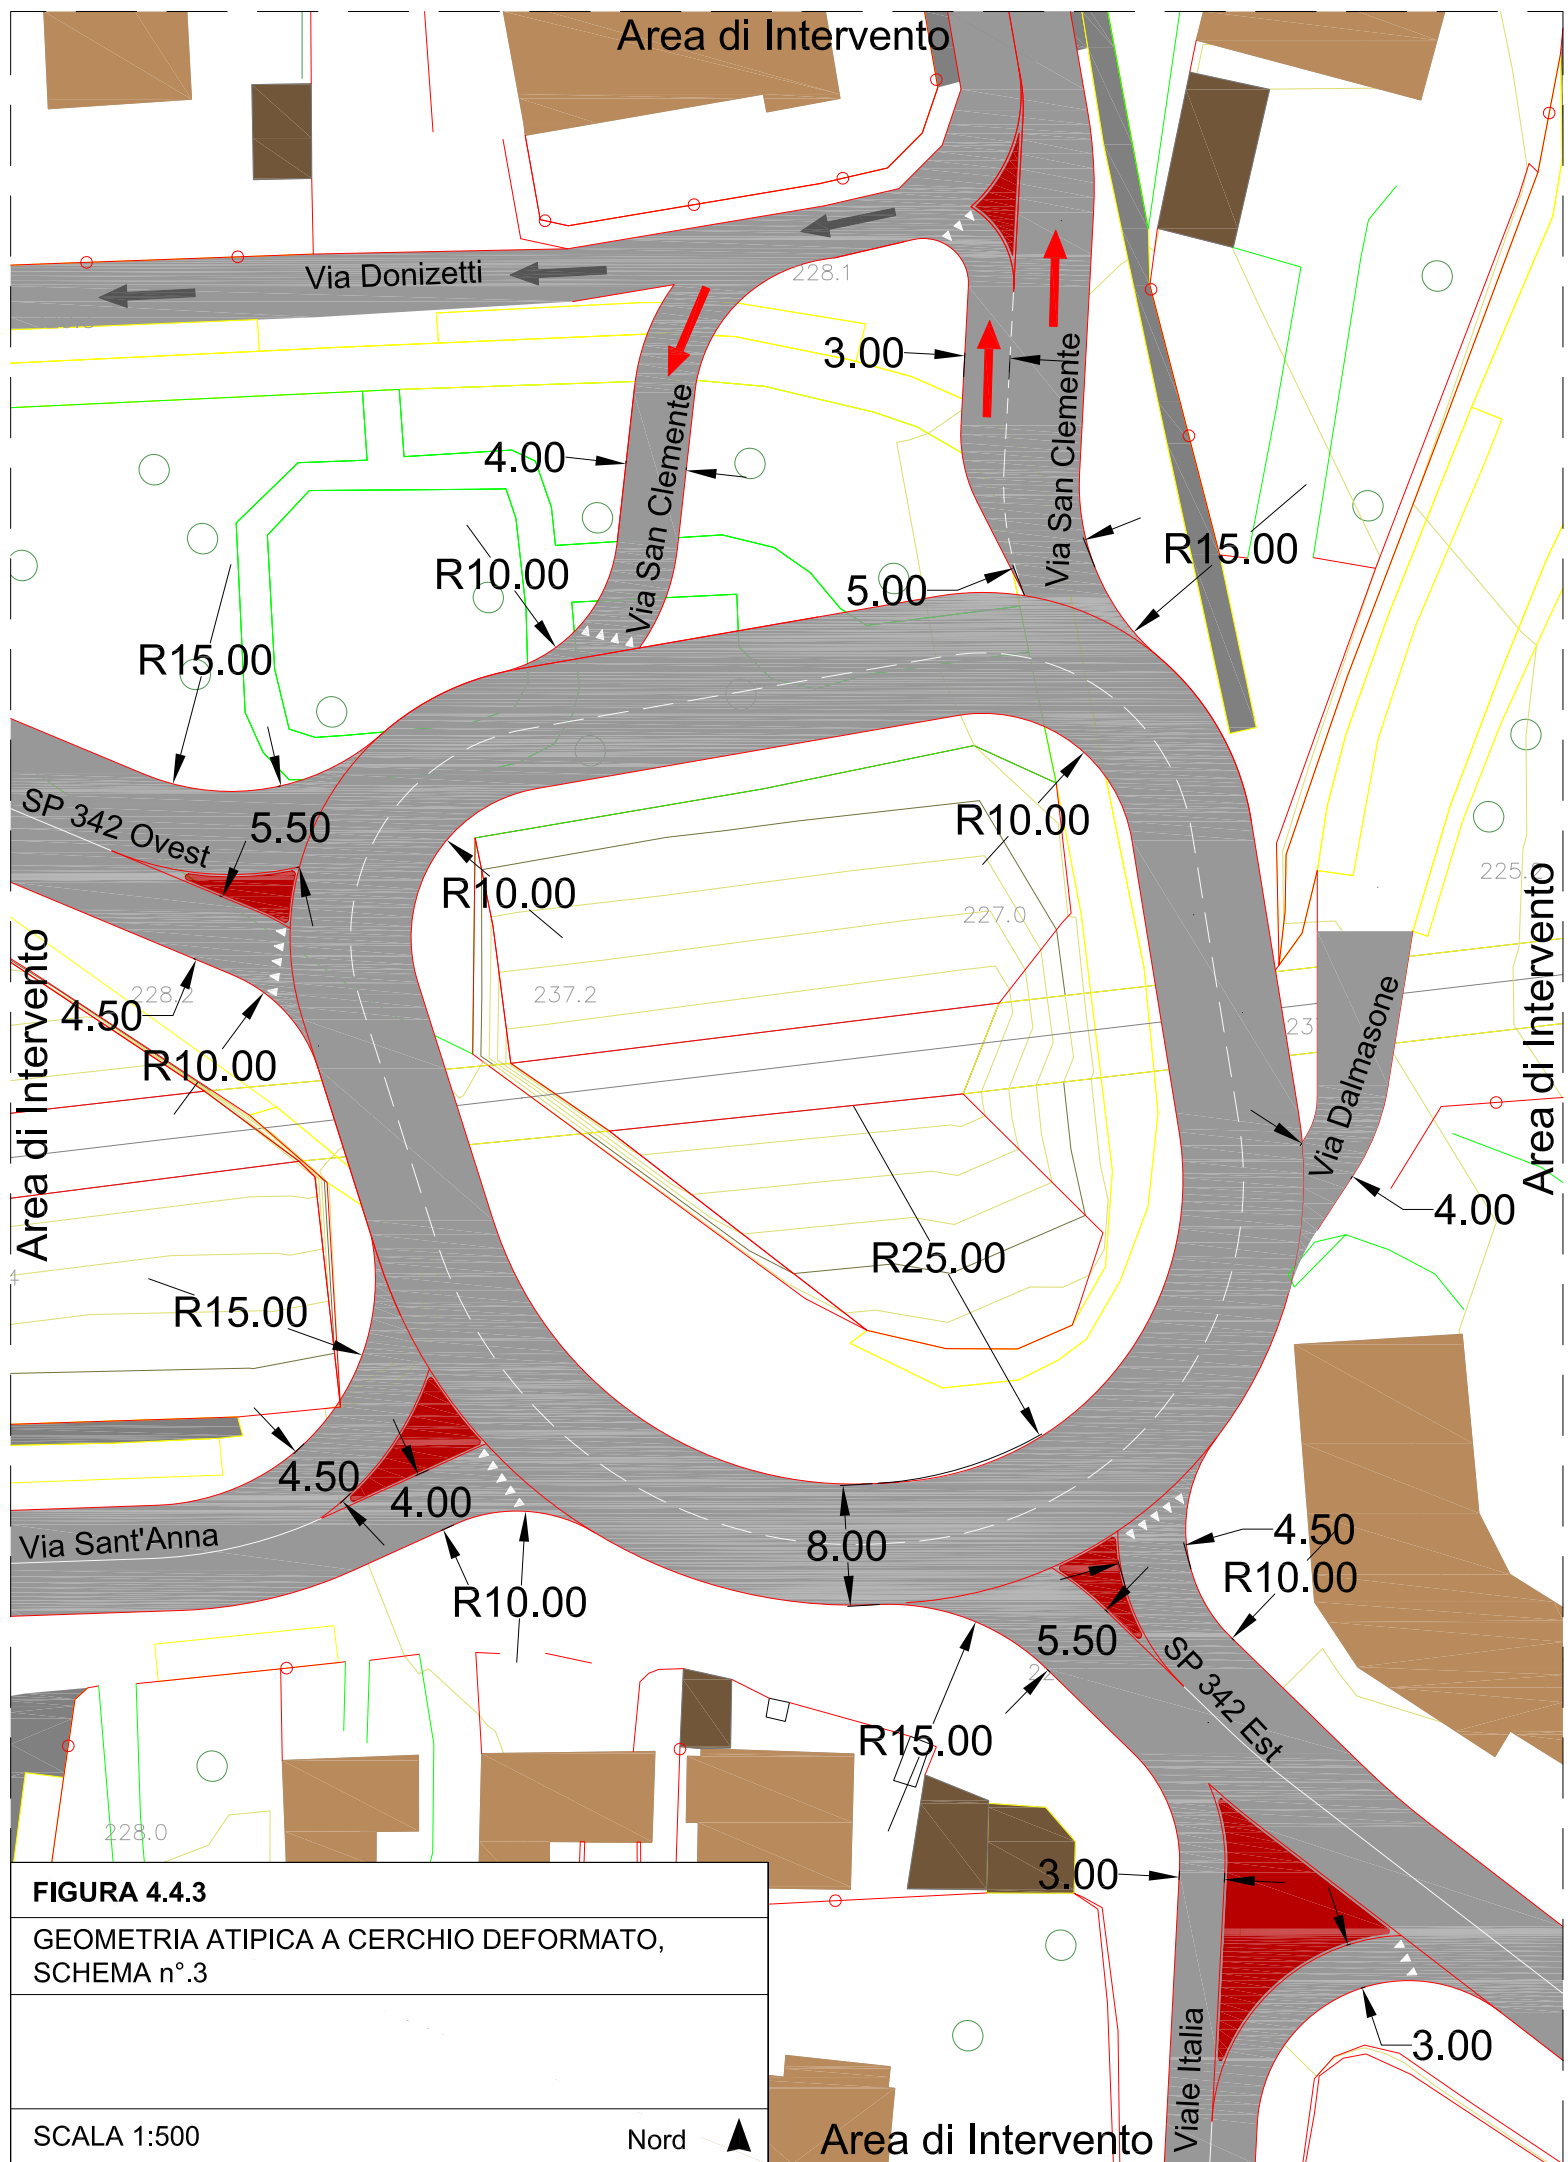 Area di Intervento
Via Donizetti
228.1
3.00
Via San Clemente
4.00
Via San Clemente
R10.00
5.00
R15.00
R15.00
SP 342 Ovest
5.50
R10.00
R10.00
225.
227.0
237.2
228.2
4.50
R10.00
Area di Intervento
Area di Intervento
Via Dalmasone
4.00
R25.00
R15.00
4.50
4.00
Via Sant'Anna
8.00
4.50
R10.00
R10.00
5.50
SP 342 Est
R15.00
228.0
3.00
3.00
Viale Italia
FIGURA 4.4.3
GEOMETRIA ATIPICA A CERCHIO DEFORMATO,
SCHEMA n°.3
SCALA 1:500
Nord
Area di Intervento